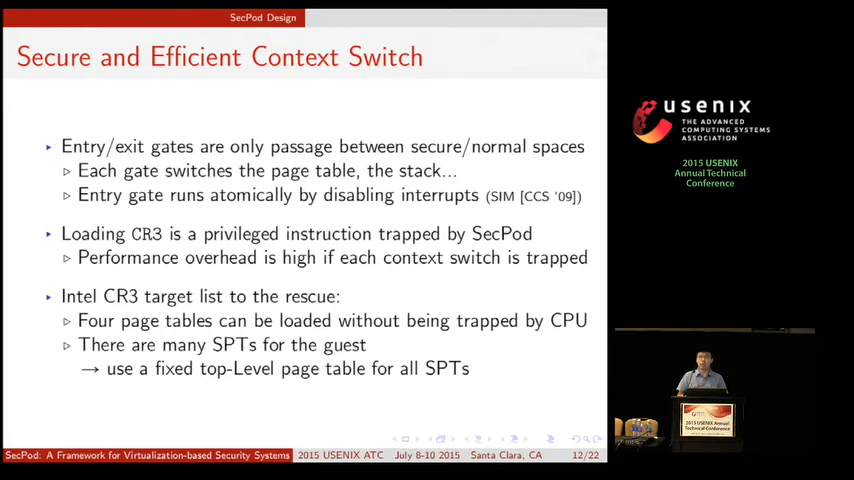 SecPod Design
Secure and Efficient Context Switch
Entry/exit gates are only passage between secure/normal spaces
Each gate switches the page table, the stack...
Entry gate runs atomically by disabling interrupts (SIM [CCS '09])
Loading CR3 is a privileged instruction trapped by SecPod
Performance overhead is high if each context switch is trapped
Intel CR3 target list to the rescue:
Four page tables can be loaded without being trapped by CPU
There are many SPTs for the guest
→ use a fixed top-Level page table for all SPTs
SecPod: A Framework for Virtualization-based Security Systems
2015 USENIX ATC July 8-10 2015 Santa Clara, CA
12/22
usenix
THE ADVANCED
COMPUTING SYSTEMS
ASSOCIATION
2015 USENIX
Annual Technical
Conference
2015 USENIX Annual
Technical Conference